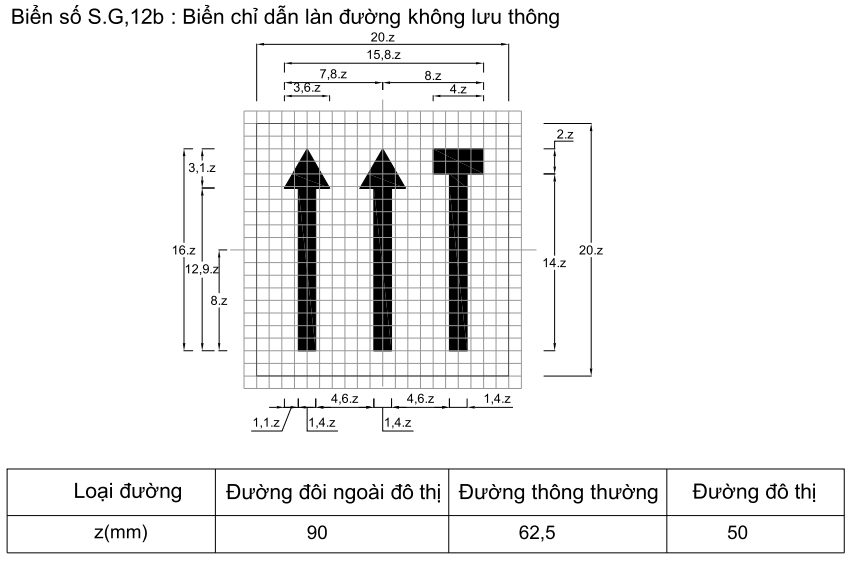 Biển số S.G,12b : Biển chỉ dẫn làn đường không lưu thông
20.z
15,8.z
7,8.z 8.z
3,6.z 4.z
2.z
3,1.z
16.z 20.z
12,9.z 14.z
8.z
4,6.z 4,6.z 1,4.z
1,1.z 1,4.z 1,4.z
Loại đường Đường đôi ngoài đô thị Đường thông thường Đường đô thị
z(mm) 90 62,5 50